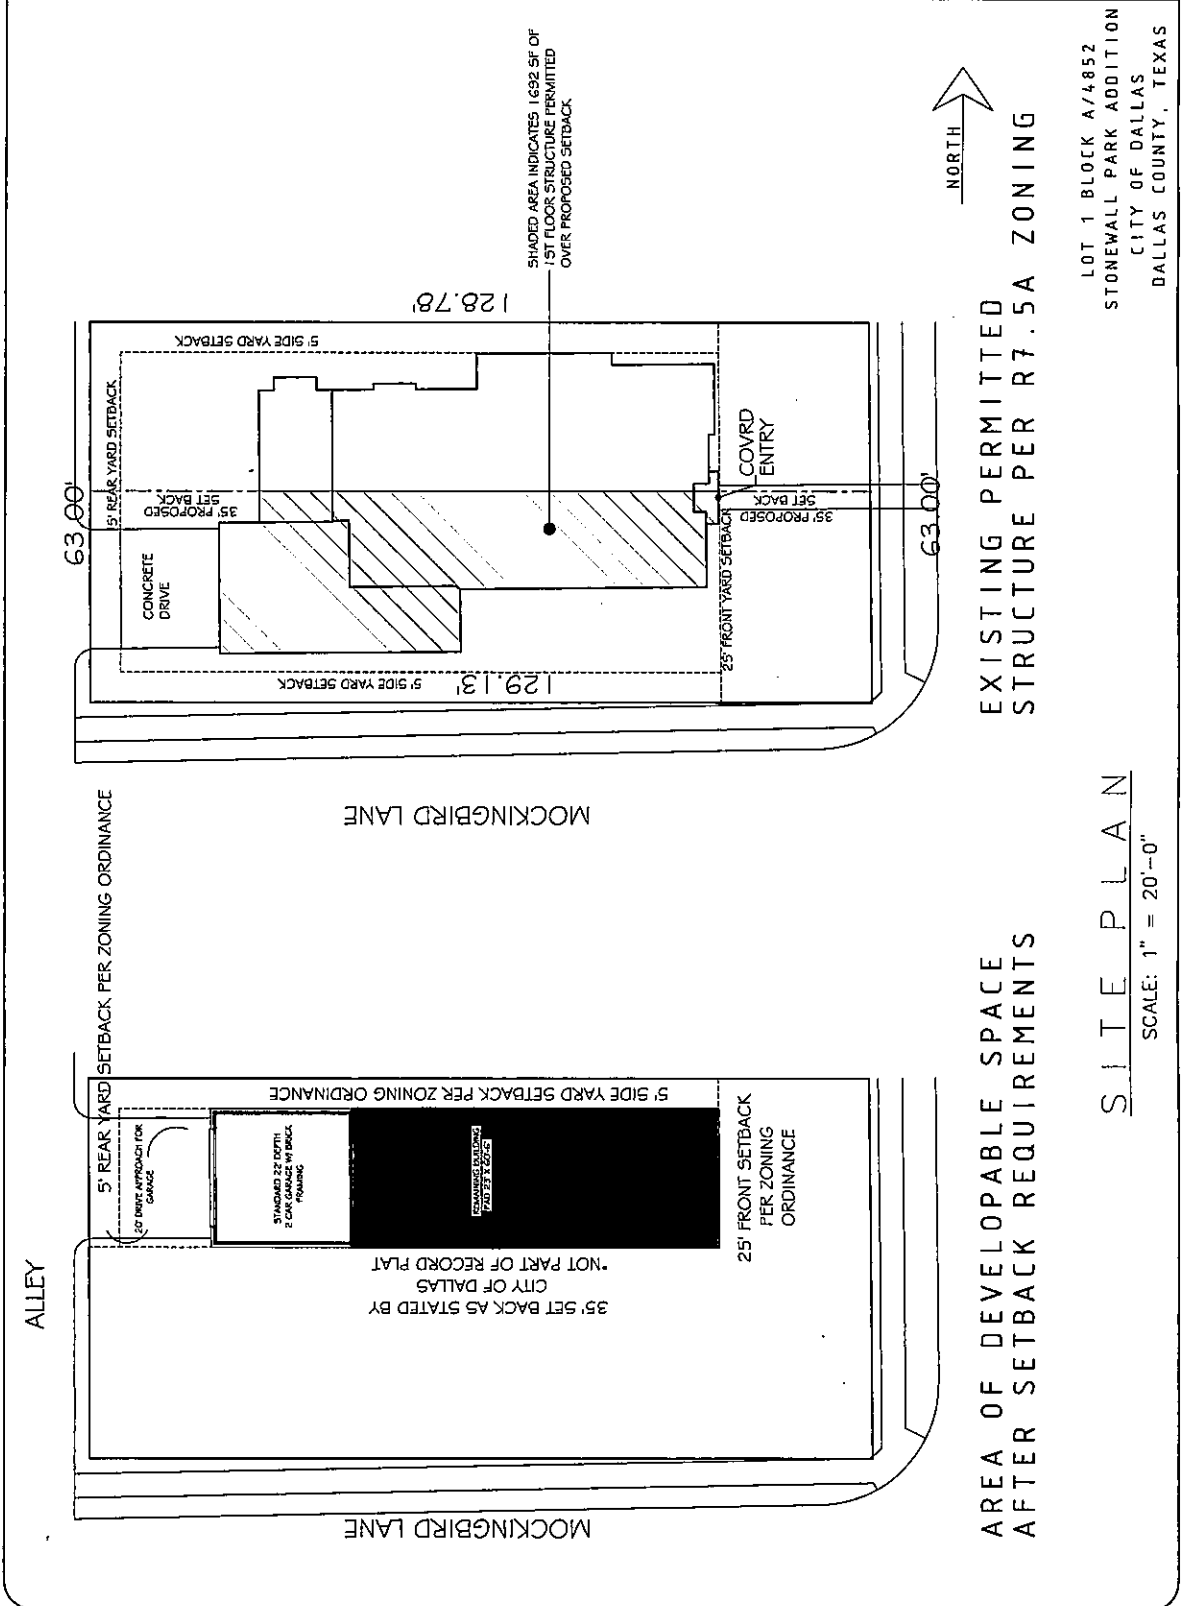 ALLEY
5' REAR YARD SETBACK PER ZONING ORDINANCE
20' DRIVE APPROACH FOR
GARAGE
STANDARD 22' DEPTH
2 CAR GARAGE W/ BRICK
FRAMING
REMAINING BUILDING
PAD 23' X 60'-6"
5' SIDE YARD SETBACK PER ZONING ORDINANCE
35' SET BACK AS STATED BY
CITY OF DALLAS
*NOT PART OF RECORD PLAT
25' FRONT SETBACK
PER ZONING
ORDINANCE
MOCKINGBIRD LANE
AREA OF DEVELOPABLE SPACE
AFTER SETBACK REQUIREMENTS
63.00'
5' REAR YARD SETBACK
5' SIDE YARD SETBACK
128.78'
CONCRETE
DRIVE
35' PROPOSED
SET BACK
SHADED AREA INDICATES 1692 SF OF
1ST FLOOR STRUCTURE PERMITTED
OVER PROPOSED SETBACK
5' SIDE YARD SETBACK
129.13'
25' FRONT YARD SETBACK
35' PROPOSED
SET BACK
COVRD
ENTRY
63.00'
MOCKINGBIRD LANE
NORTH
EXISTING PERMITTED
STRUCTURE PER R7.5A ZONING
SITE PLAN
SCALE: 1" = 20'-0"
LOT 1 BLOCK A/4852
STONEWALL PARK ADDITION
CITY OF DALLAS
DALLAS COUNTY, TEXAS